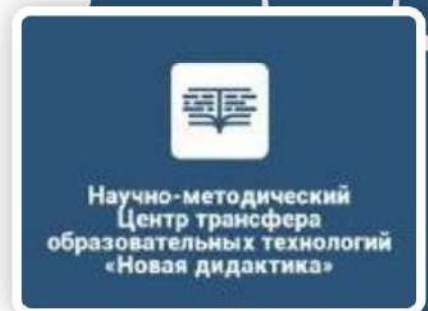 Научно-методический
Центр трансфера
образовательных технологий
«Новая дидактика»